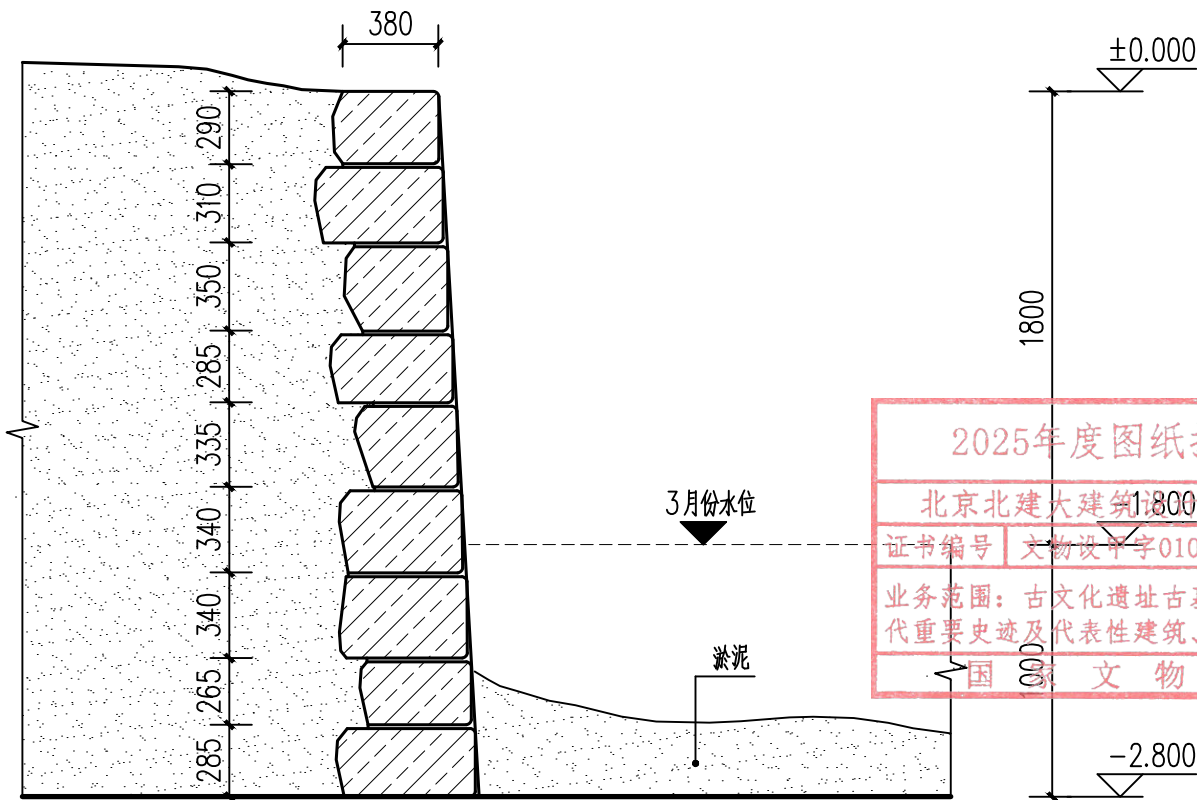 380
±0.000
290
310
350
285
335
340
340
265
285
1800
3月份水位
-1.800
2025年度图纸
北京北建大建筑设计
证书编号 文物设甲字010
业务范围：古文化遗址古
代重要史迹及代表性建筑、
国家文物
淤泥
1000
-2.800